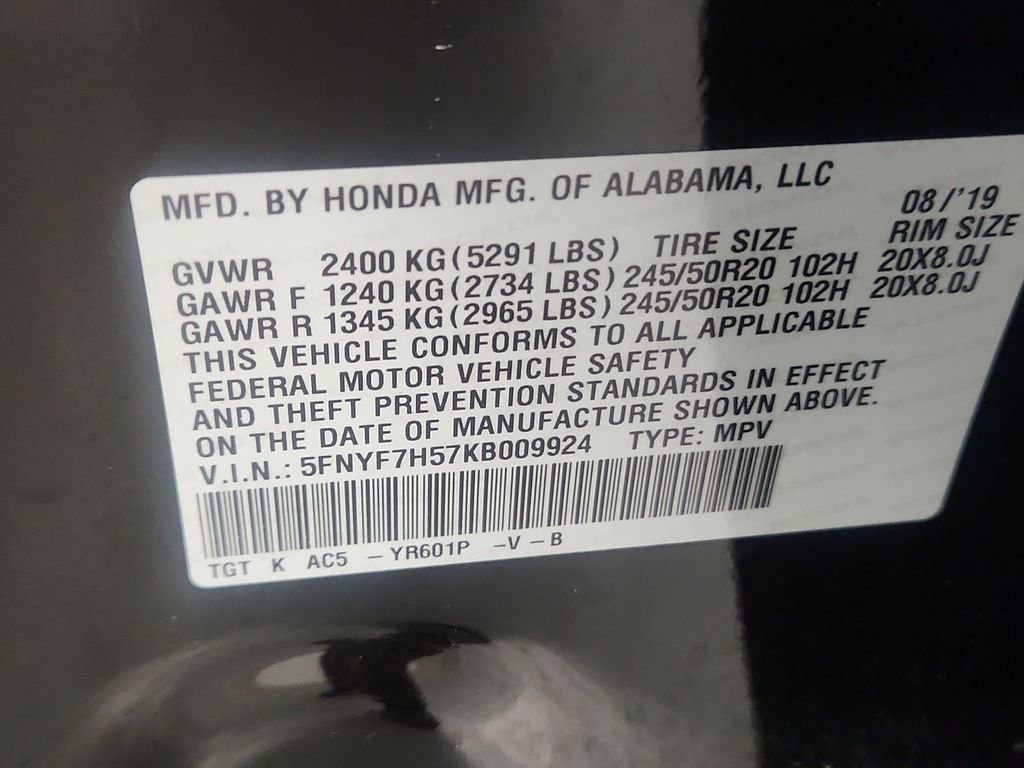 MFD. BY HONDA MFG. OF ALABAMA, LLC 08/'19
GVWR 2400 KG (5291 LBS) TIRE SIZE RIM SIZE
GAWR F 1240 KG (2734 LBS) 245/50R20 102H 20X8.0J
GAWR R 1345 KG (2965 LBS) 245/50R20 102H 20X8.0J
THIS VEHICLE CONFORMS TO ALL APPLICABLE
FEDERAL MOTOR VEHICLE SAFETY
AND THEFT PREVENTION STANDARDS IN EFFECT
ON THE DATE OF MANUFACTURE SHOWN ABOVE.
V.I.N.: 5FNYF7H57KB009924 TYPE: MPV
TGT K AC5 – YR601P –V – B